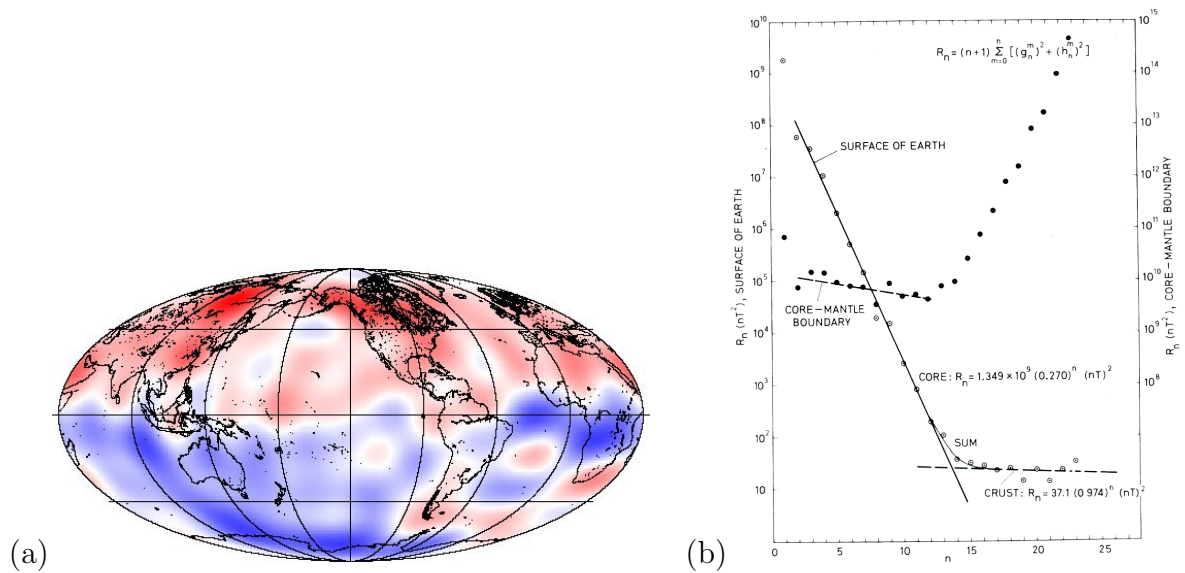 (a)
(b)
R_n = (n+1) Σ_{m=0}^{n} [(g_n^m)^2 + (h_n^m)^2]
SURFACE OF EARTH
CORE–MANTLE
BOUNDARY
CORE: R_n = 1.349 × 10^9 (0.270)^n (nT)^2
SUM
CRUST: R_n = 37.1 (0 974)^n (nT)^2
R_n (nT^2), SURFACE OF EARTH
10^10
10^9
10^8
10^7
10^6
10^5
10^4
10^3
10^2
10
R_n (nT^2), CORE–MANTLE BOUNDARY
10^15
10^14
10^13
10^12
10^11
10^10
10^9
10^8
0
5
10
15
20
25
n